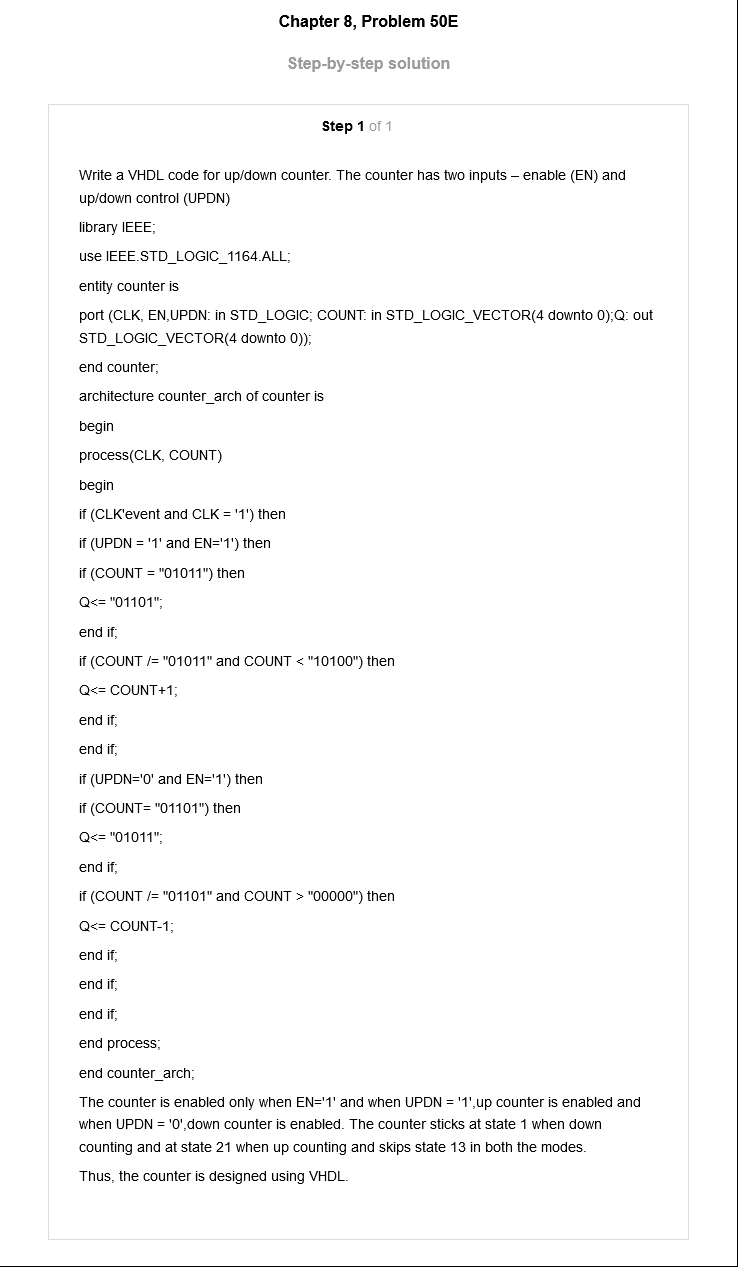 Chapter 8, Problem 50E
Step-by-step solution
Step 1 of 1
Write a VHDL code for up/down counter. The counter has two inputs – enable (EN) and
up/down control (UPDN)
library IEEE;
use IEEE.STD_LOGIC_1164.ALL;
entity counter is
port (CLK, EN,UPDN: in STD_LOGIC; COUNT: in STD_LOGIC_VECTOR(4 downto 0);Q: out
STD_LOGIC_VECTOR(4 downto 0));
end counter;
architecture counter_arch of counter is
begin
process(CLK, COUNT)
begin
if (CLK'event and CLK = '1') then
if (UPDN = '1' and EN='1') then
if (COUNT = "01011") then
Q<= "01101";
end if;
if (COUNT /= "01011" and COUNT < "10100") then
Q<= COUNT+1;
end if;
end if;
if (UPDN='0' and EN='1') then
if (COUNT= "01101") then
Q<= "01011";
end if;
if (COUNT /= "01101" and COUNT > "00000") then
Q<= COUNT-1;
end if;
end if;
end if;
end process;
end counter_arch;
The counter is enabled only when EN='1' and when UPDN = '1',up counter is enabled and
when UPDN = '0',down counter is enabled. The counter sticks at state 1 when down
counting and at state 21 when up counting and skips state 13 in both the modes.
Thus, the counter is designed using VHDL.